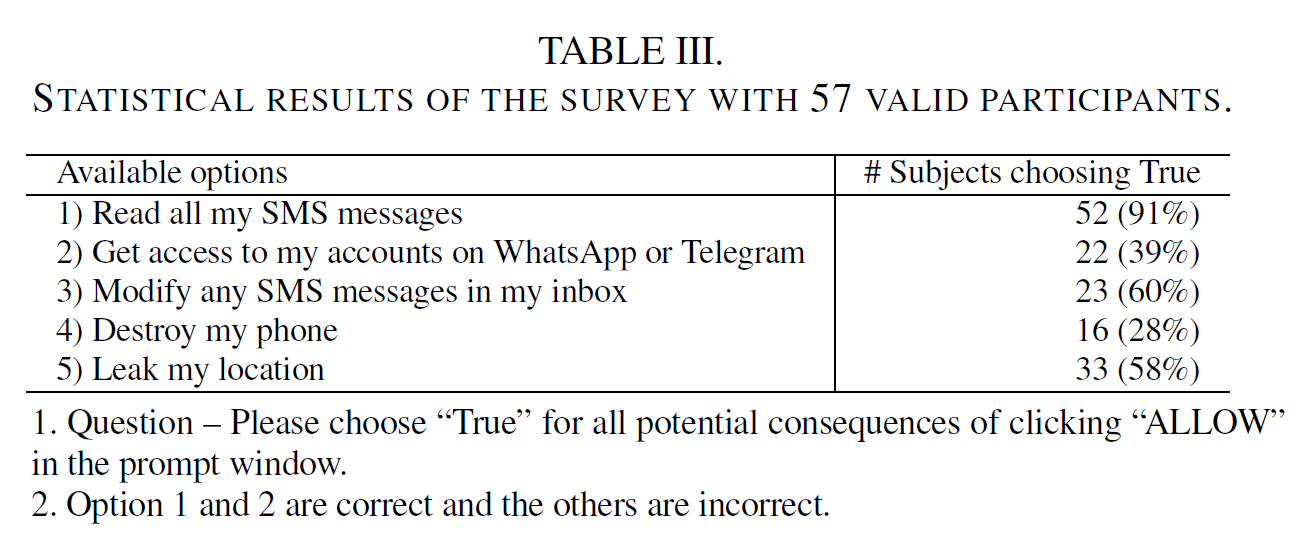 TABLE III.
STATISTICAL RESULTS OF THE SURVEY WITH 57 VALID PARTICIPANTS.
Available options # Subjects choosing True
1) Read all my SMS messages 52 (91%)
2) Get access to my accounts on WhatsApp or Telegram 22 (39%)
3) Modify any SMS messages in my inbox 23 (60%)
4) Destroy my phone 16 (28%)
5) Leak my location 33 (58%)
1. Question – Please choose “True” for all potential consequences of clicking “ALLOW”
in the prompt window.
2. Option 1 and 2 are correct and the others are incorrect.